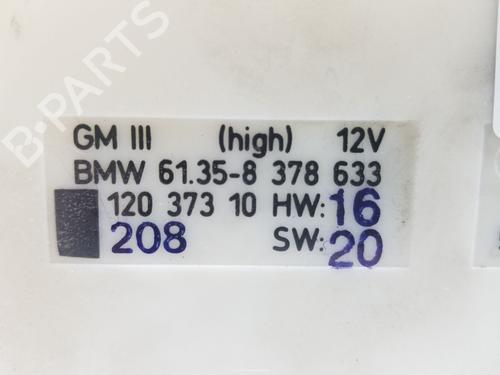 B-PARTS
GM III (high) 12V
BMW 61.35-8 378 633
120 373 10 HW: 16
208 SW: 20